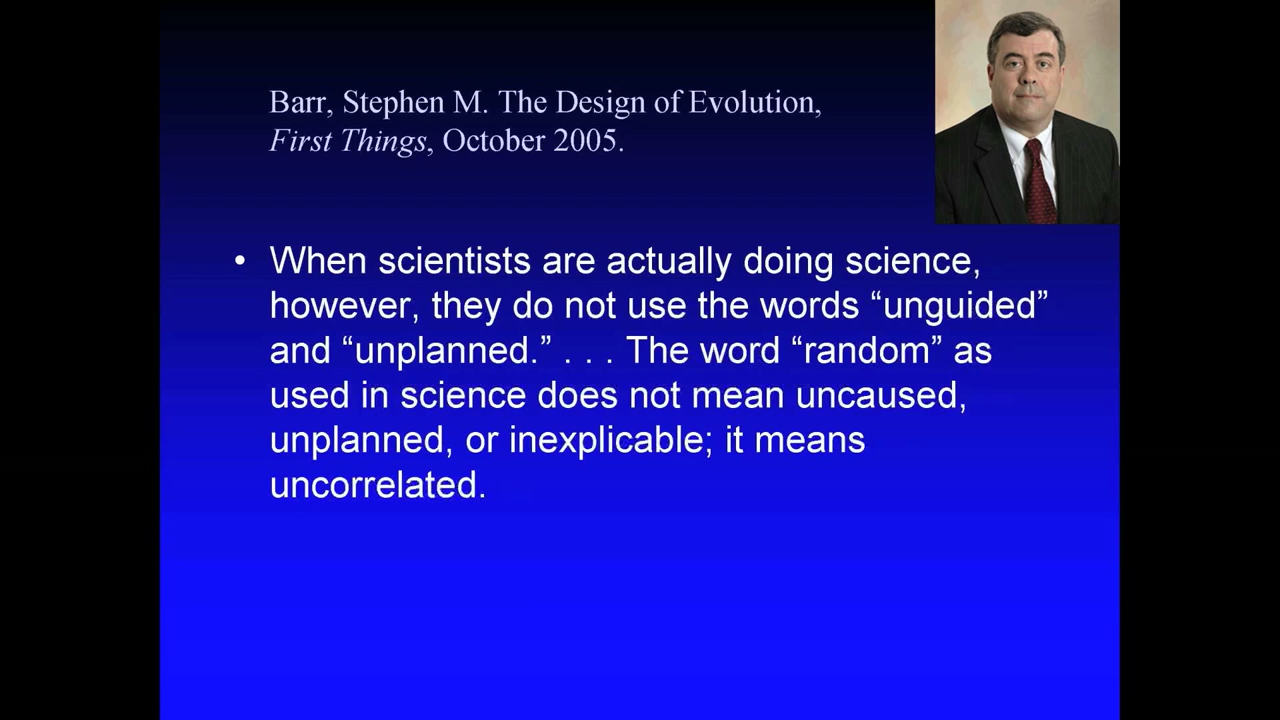 Barr, Stephen M. The Design of Evolution,
First Things, October 2005.
• When scientists are actually doing science,
however, they do not use the words “unguided”
and “unplanned.” . . . The word “random” as
used in science does not mean uncaused,
unplanned, or inexplicable; it means
uncorrelated.